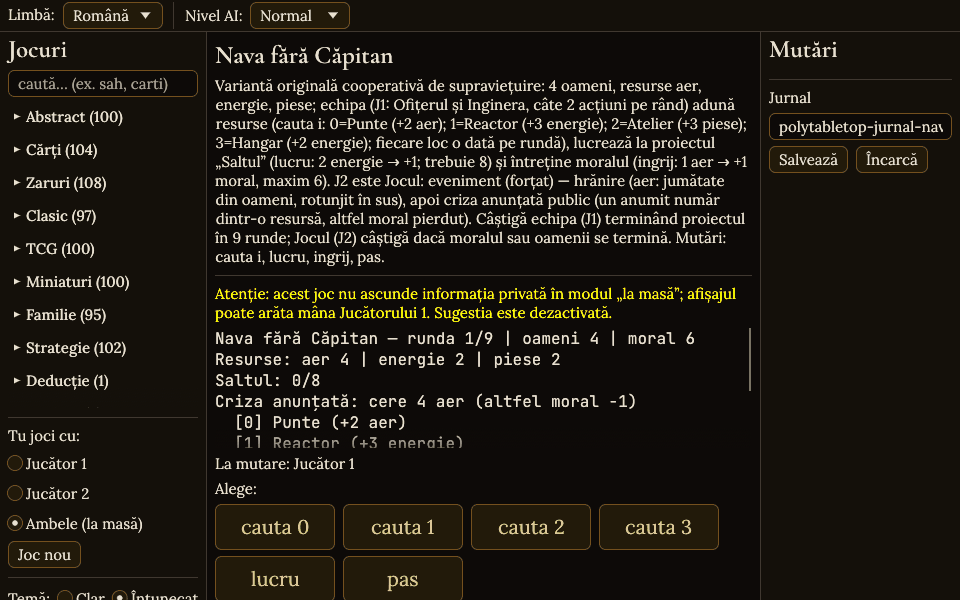 Limbă: Română Nivel AI: Normal
Jocuri
caută... (ex. sah, carti)
Abstract (100)
Cărți (104)
Zaruri (108)
Clasic (97)
TCG (100)
Miniaturi (100)
Familie (95)
Strategie (102)
Deducție (1)
Tu joci cu:
Jucător 1
Jucător 2
Ambele (la masă)
Joc nou
Temă: Clar Întunecat
Nava fără Căpitan
Variantă originală cooperativă de supraviețuire: 4 oameni, resurse aer,
energie, piese; echipa (J1: Ofițerul și Inginera, câte 2 acțiuni pe rând) adună
resurse (cauta i: 0=Punte (+2 aer); 1=Reactor (+3 energie); 2=Atelier (+3 piese);
3=Hangar (+2 energie); fiecare loc o dată pe rundă), lucrează la proiectul
„Saltul” (lucru: 2 energie → +1; trebuie 8) și întreține moralul (ingrij: 1 aer → +1
moral, maxim 6). J2 este Jocul: eveniment (forțat) — hrănire (aer: jumătate
din oameni, rotunjit în sus), apoi criza anunțată public (un anumit număr
dintr-o resursă, altfel moral pierdut). Câștigă echipa (J1) terminând proiectul
în 9 runde; Jocul (J2) câștigă dacă moralul sau oamenii se termină. Mutări:
cauta i, lucru, ingrij, pas.
Atenție: acest joc nu ascunde informația privată în modul „la masă”; afișajul
poate arăta mâna Jucătorului 1. Sugestia este dezactivată.
Nava fără Căpitan — runda 1/9 | oameni 4 | moral 6
Resurse: aer 4 | energie 2 | piese 2
Saltul: 0/8
Criza anunțată: cere 4 aer (altfel moral -1)
[0] Punte (+2 aer)
[1] Reactor (+3 energie)
La mutare: Jucător 1
Alege:
cauta 0 cauta 1 cauta 2 cauta 3
lucru pas
Mutări
Jurnal
polytabletop-jurnal-nav
Salvează Încarcă